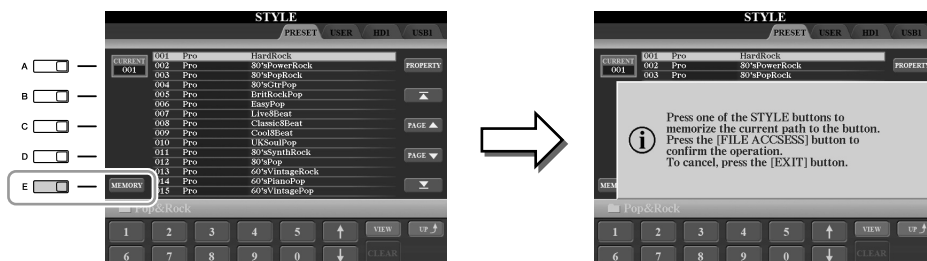 STYLE
PRESET USER HD1 USB1
A
B
C
D
E
CURRENT
001
001 Pro HardRock
002 Pro 80'sPowerRock
003 Pro 80'sPopRock
004 Pro 80'sGtrPop
005 Pro BritRockPop
006 Pro EasyPop
007 Pro Live8Beat
008 Pro Classic8Beat
009 Pro Cool8Beat
010 Pro UKSoulPop
011 Pro 80'sSynthRock
012 Pro 80'sPop
013 Pro 60'sVintageRock
014 Pro 60'sPianoPop
015 Pro 60'sVintagePop
PROPERTY
PAGE
PAGE
MEMORY
Pop&Rock
1 2 3 4 5 VIEW UP
6 7 8 9 0 CLEAR
STYLE
PRESET USER HD1 USB1
CURRENT
001
001 Pro HardRock
002 Pro 80'sPowerRock
003 Pro 80'sPopRock
PROPERT
Press one of the STYLE buttons to
memorize the current path to the button.
Press the [FILE ACCSESS] button to
confirm the operation.
To cancel, press the [EXIT] button.
MEM
Pop&Rock
1 2 3 4 5 VIEW UP
6 7 8 9 0 CLEAR